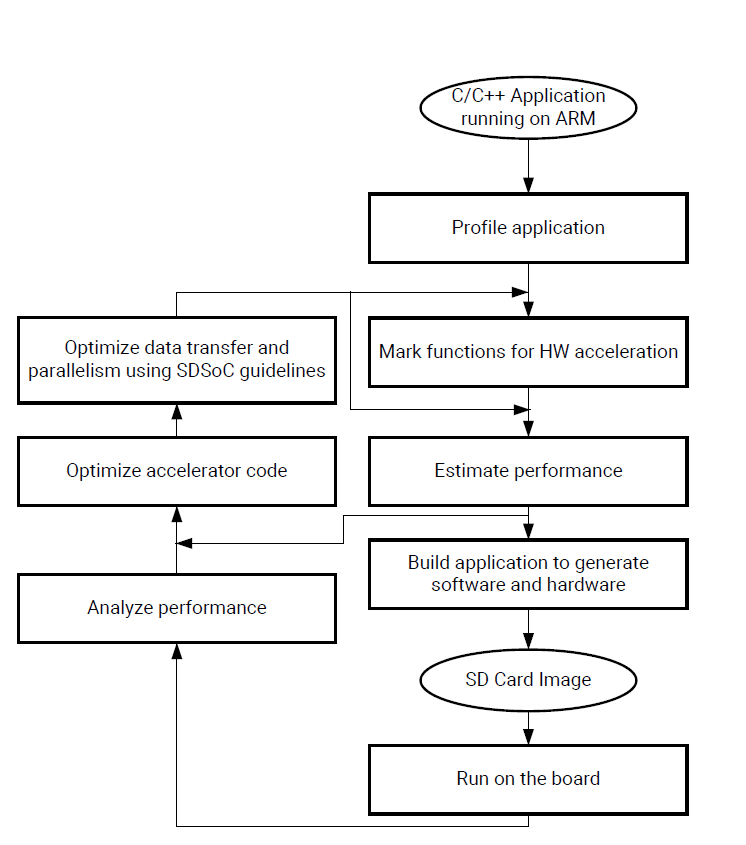 C/C++ Application
running on ARM
Profile application
Optimize data transfer and
parallelism using SDSoC guidelines
Mark functions for HW acceleration
Optimize accelerator code
Estimate performance
Build application to generate
software and hardware
Analyze performance
SD Card Image
Run on the board